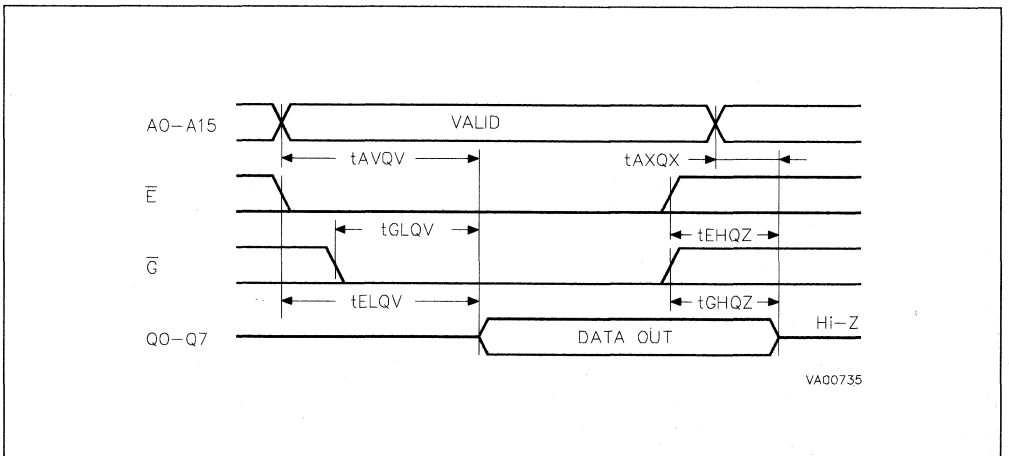 A0-A15
VALID
tAVQV
tAXQX
E̅
tGLQV
tEHQZ
G̅
tELQV
tGHQZ
Q0-Q7
DATA OUT
Hi-Z
VA00735